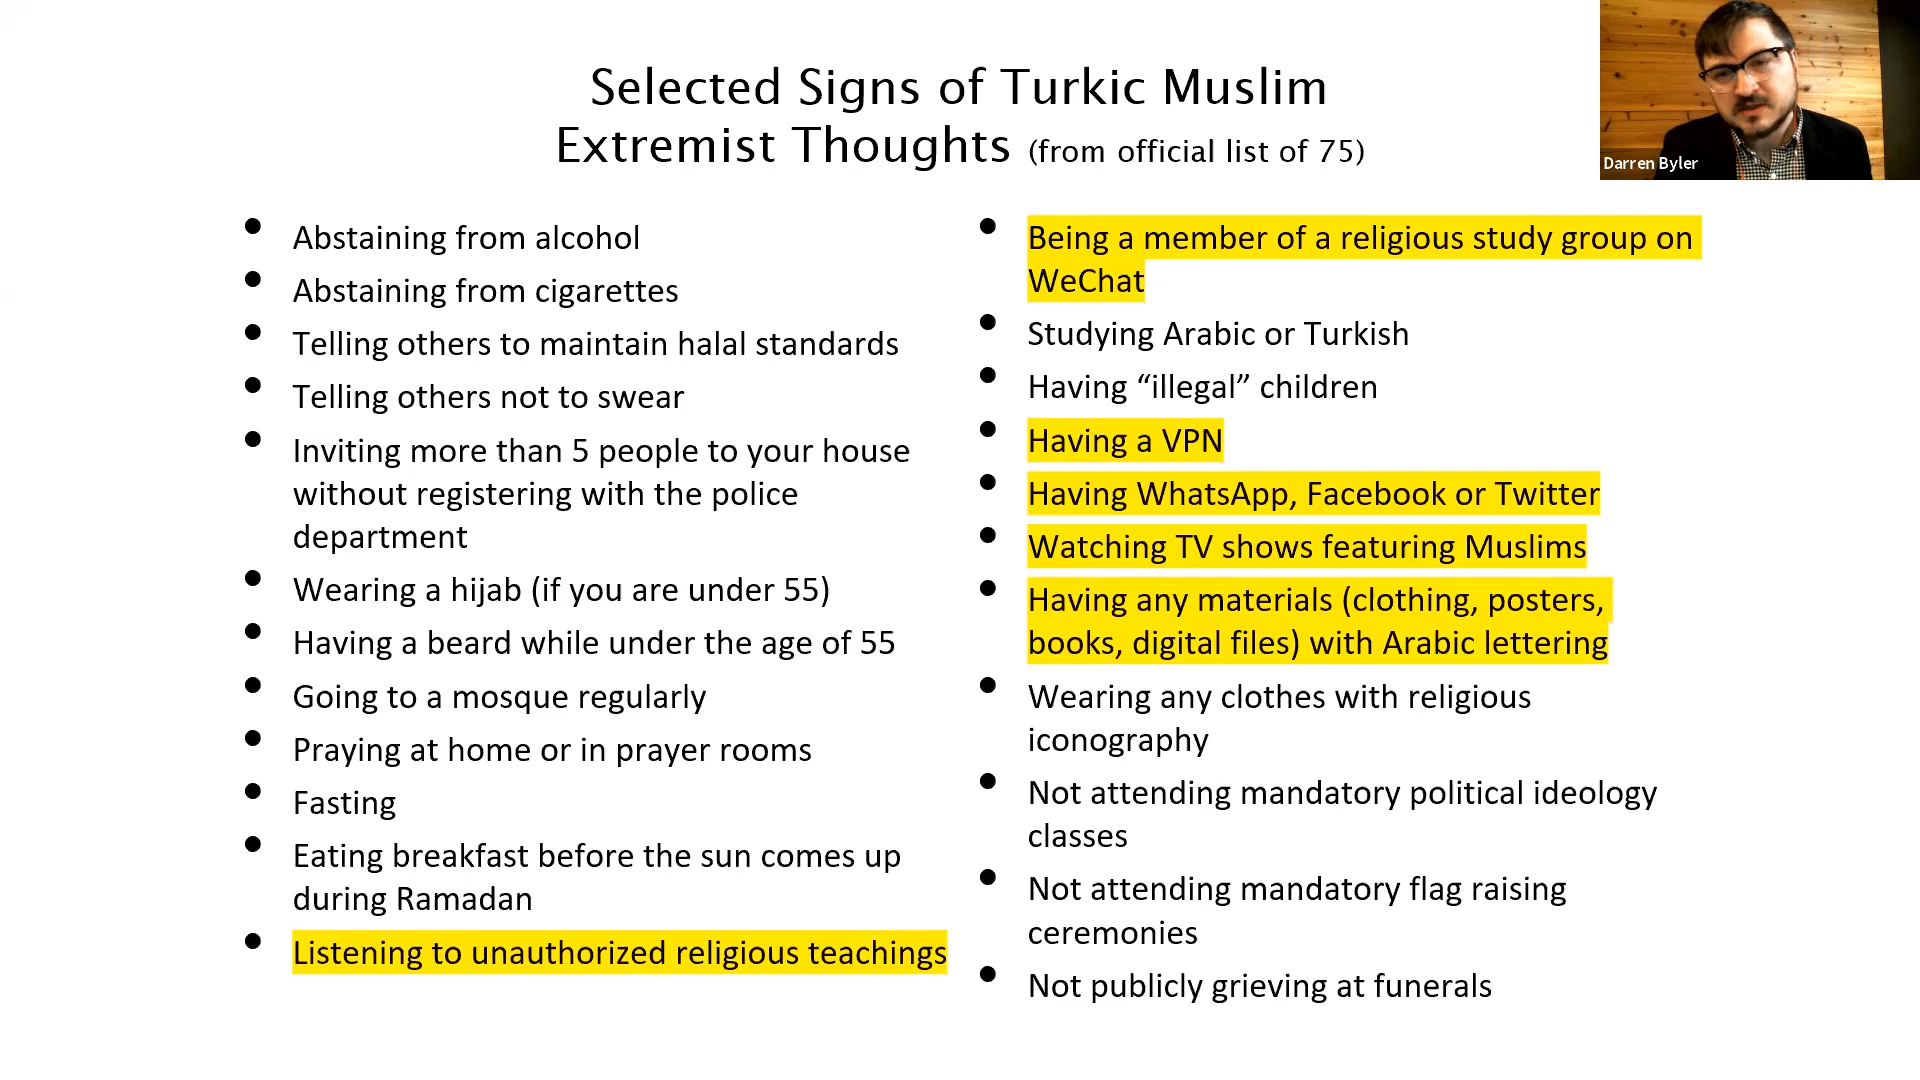 Selected Signs of Turkic Muslim
Extremist Thoughts (from official list of 75)
Darren Byler
• Abstaining from alcohol
• Abstaining from cigarettes
• Telling others to maintain halal standards
• Telling others not to swear
• Inviting more than 5 people to your house
without registering with the police
department
• Wearing a hijab (if you are under 55)
• Having a beard while under the age of 55
• Going to a mosque regularly
• Praying at home or in prayer rooms
• Fasting
• Eating breakfast before the sun comes up
during Ramadan
• Listening to unauthorized religious teachings
• Being a member of a religious study group on
WeChat
• Studying Arabic or Turkish
• Having “illegal” children
• Having a VPN
• Having WhatsApp, Facebook or Twitter
• Watching TV shows featuring Muslims
• Having any materials (clothing, posters,
books, digital files) with Arabic lettering
• Wearing any clothes with religious
iconography
• Not attending mandatory political ideology
classes
• Not attending mandatory flag raising
ceremonies
• Not publicly grieving at funerals